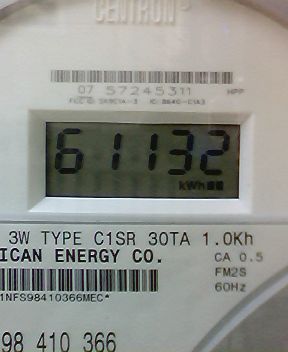 CENTRON®
07 57245311
HPP
61132
kWh
3W TYPE C1SR 30TA 1.0Kh
ICAN ENERGY CO.
CA 0.5
FM2S
60Hz
1NFS98410366MEC*
98 410 366